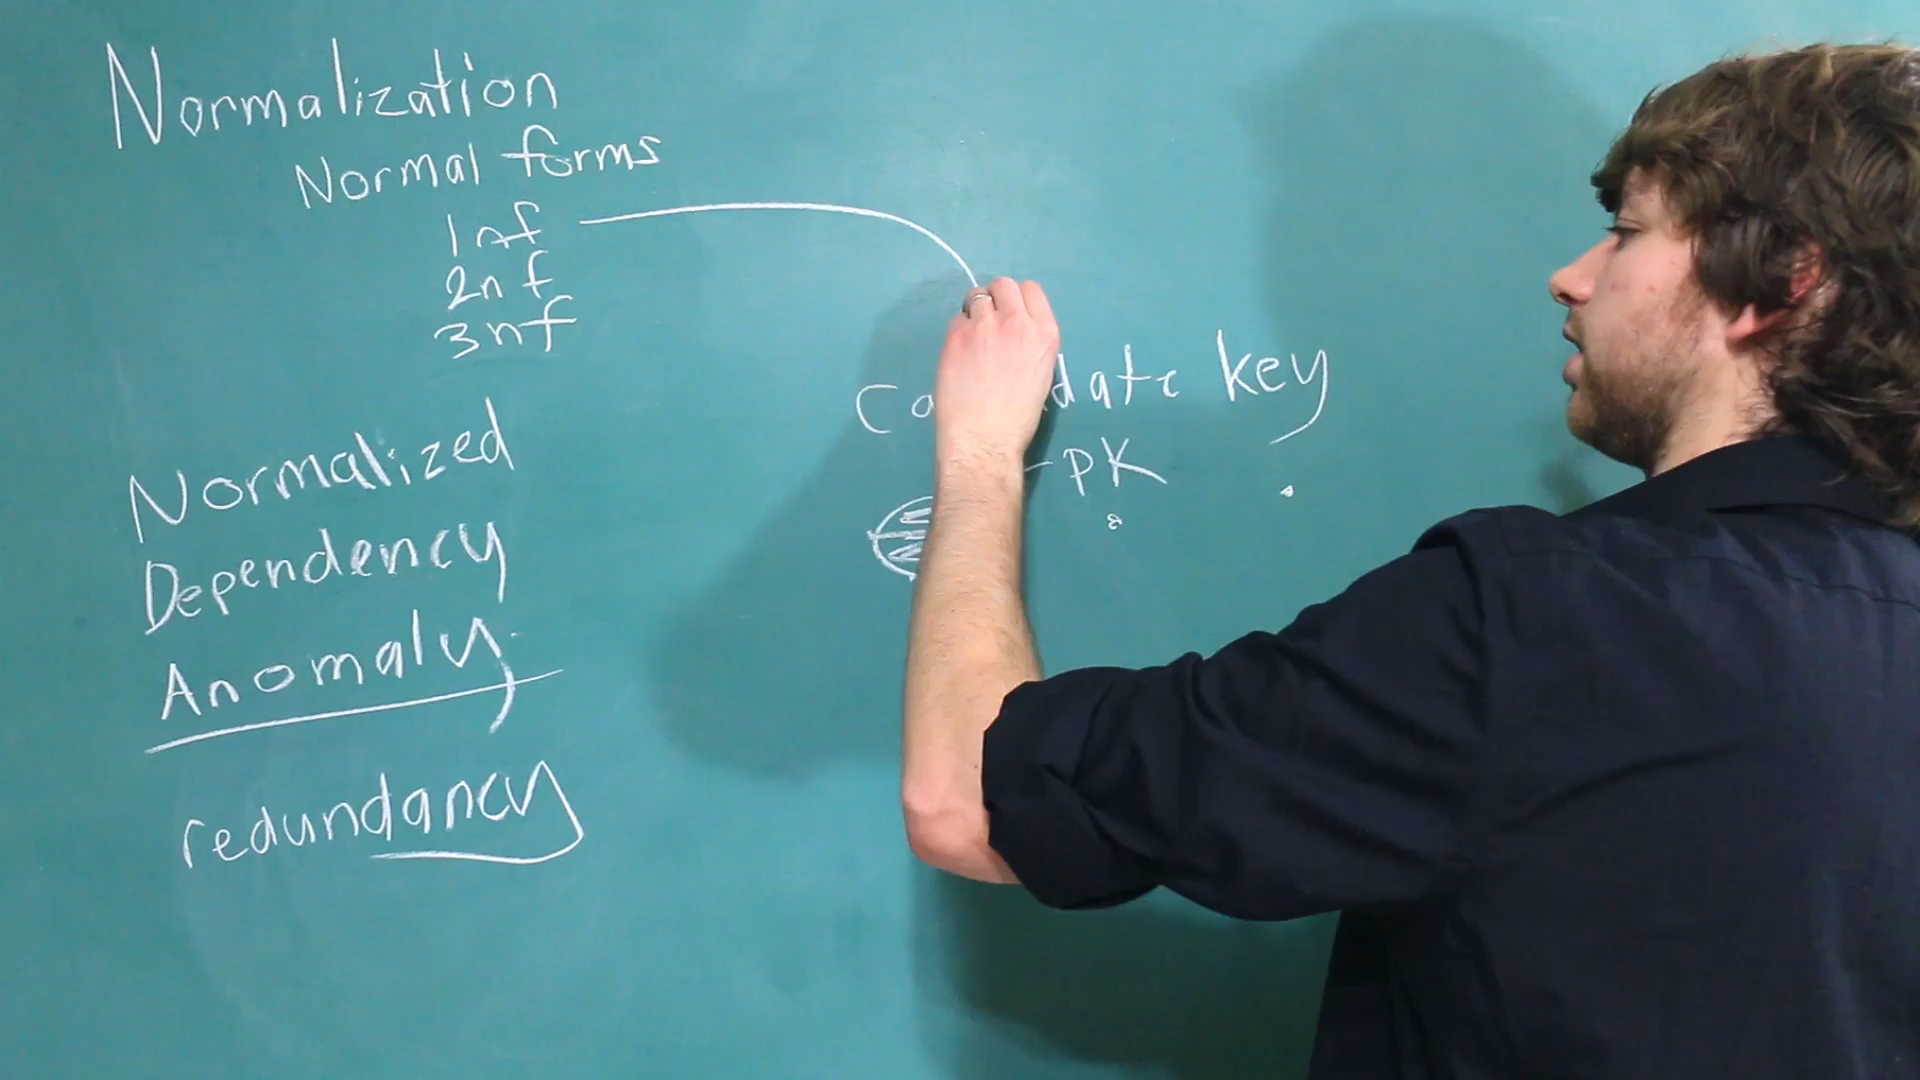 Normalization
Normal forms
1nf
2nf
3nf
Normalized
Dependency
Anomaly
redundancy
key
-PK